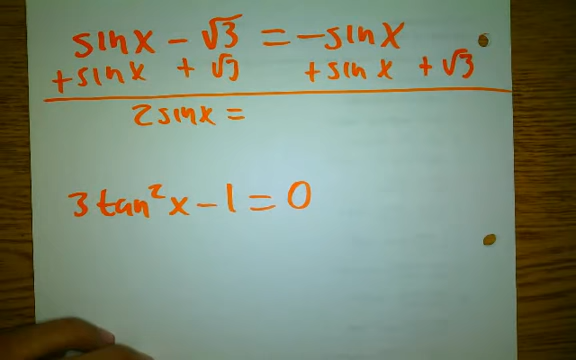 sinx - √3 = -sinx
+sinx + √3 +sinx + √3
2sinx =
3tan²x - 1 = 0